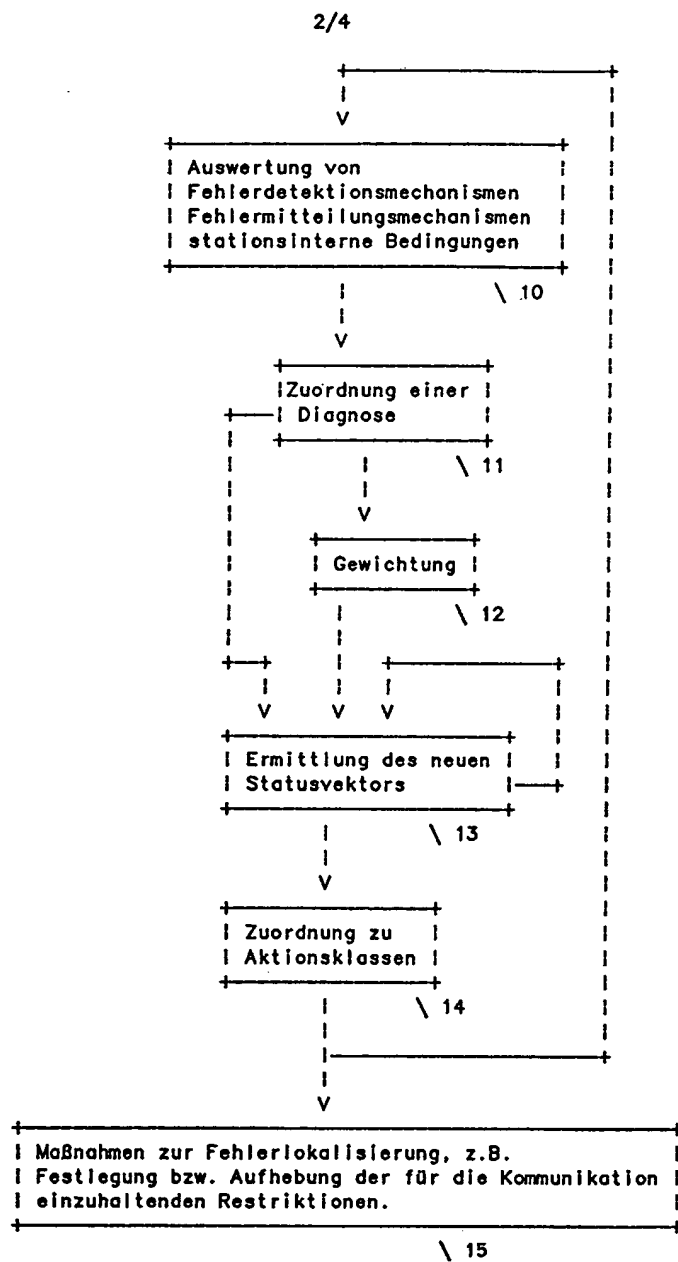 2/4
Auswertung von
Fehlerdetektionsmechanismen
Fehlermitteilungsmechanismen
stationsinterne Bedingungen
10
Zuordnung einer
Diagnose
11
Gewichtung
12
Ermittlung des neuen
Statusvektors
13
Zuordnung zu
Aktionsklassen
14
Maßnahmen zur Fehlerlokalisierung, z.B.
Festlegung bzw. Aufhebung der für die Kommunikation
einzuhaltenden Restriktionen.
15